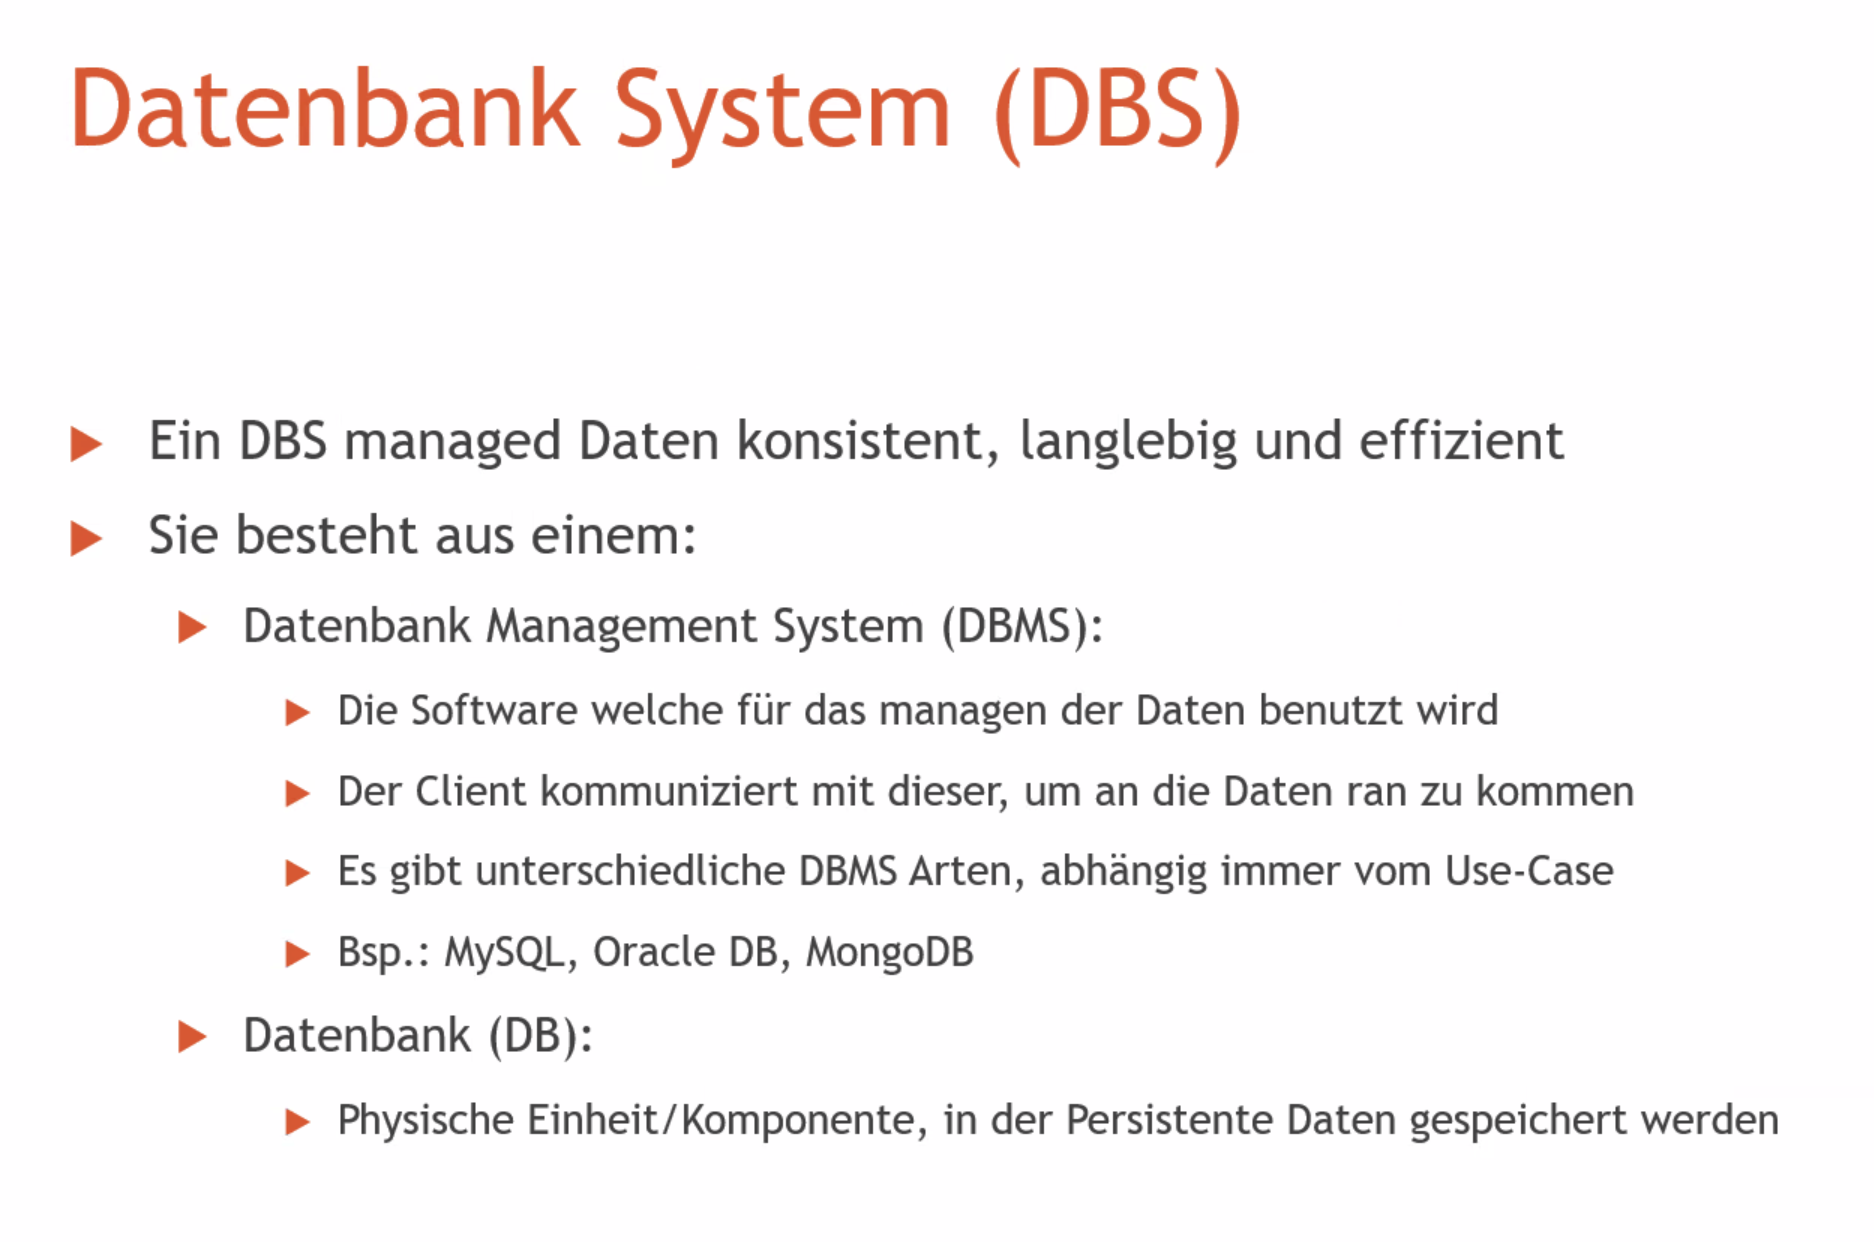 Datenbank System (DBS)
Ein DBS managed Daten konsistent, langlebig und effizient
Sie besteht aus einem:
Datenbank Management System (DBMS):
Die Software welche für das managen der Daten benutzt wird
Der Client kommuniziert mit dieser, um an die Daten ran zu kommen
Es gibt unterschiedliche DBMS Arten, abhängig immer vom Use-Case
Bsp.: MySQL, Oracle DB, MongoDB
Datenbank (DB):
Physische Einheit/Komponente, in der Persistente Daten gespeichert werden